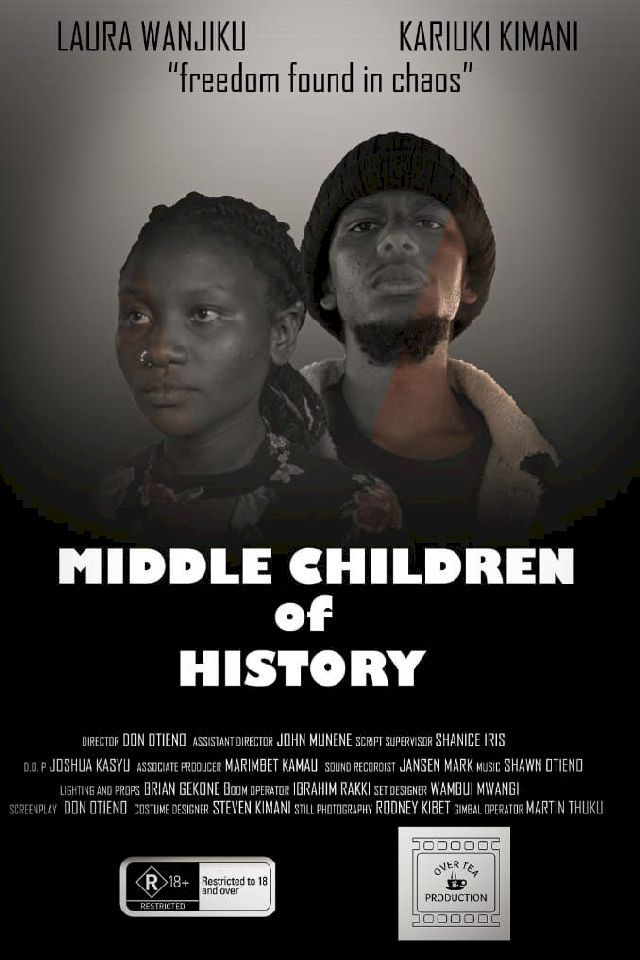 LAURA WANJIKU KARIUKI KIMANI
“freedom found in chaos”
MIDDLE CHILDREN
of
HISTORY
DIRECTOR DON OTIENO ASSISTANT DIRECTOR JOHN MUNENE SCRIPT SUPERVISOR SHANICE IRIS
D.O.P JOSHUA KASYU ASSOCIATE PRODUCER MARIMBET KAMAU SOUND RECORDIST JANSEN MARK MUSIC SHAWN OTIENO
LIGHTING AND PROPS BRIAN GEKONE BOOM OPERATOR IBRAHIM RAKKI SET DESIGNER WAMBUI MWANGI
SCREENPLAY DON OTIENO COSTUME DESIGNER STEVEN KIMANI STILL PHOTOGRAPHY RODNEY KIBET GIMBAL OPERATOR MARTIN THUKU
R 18+ Restricted to 18
and over
RESTRICTED
OVER TEA
PRODUCTION